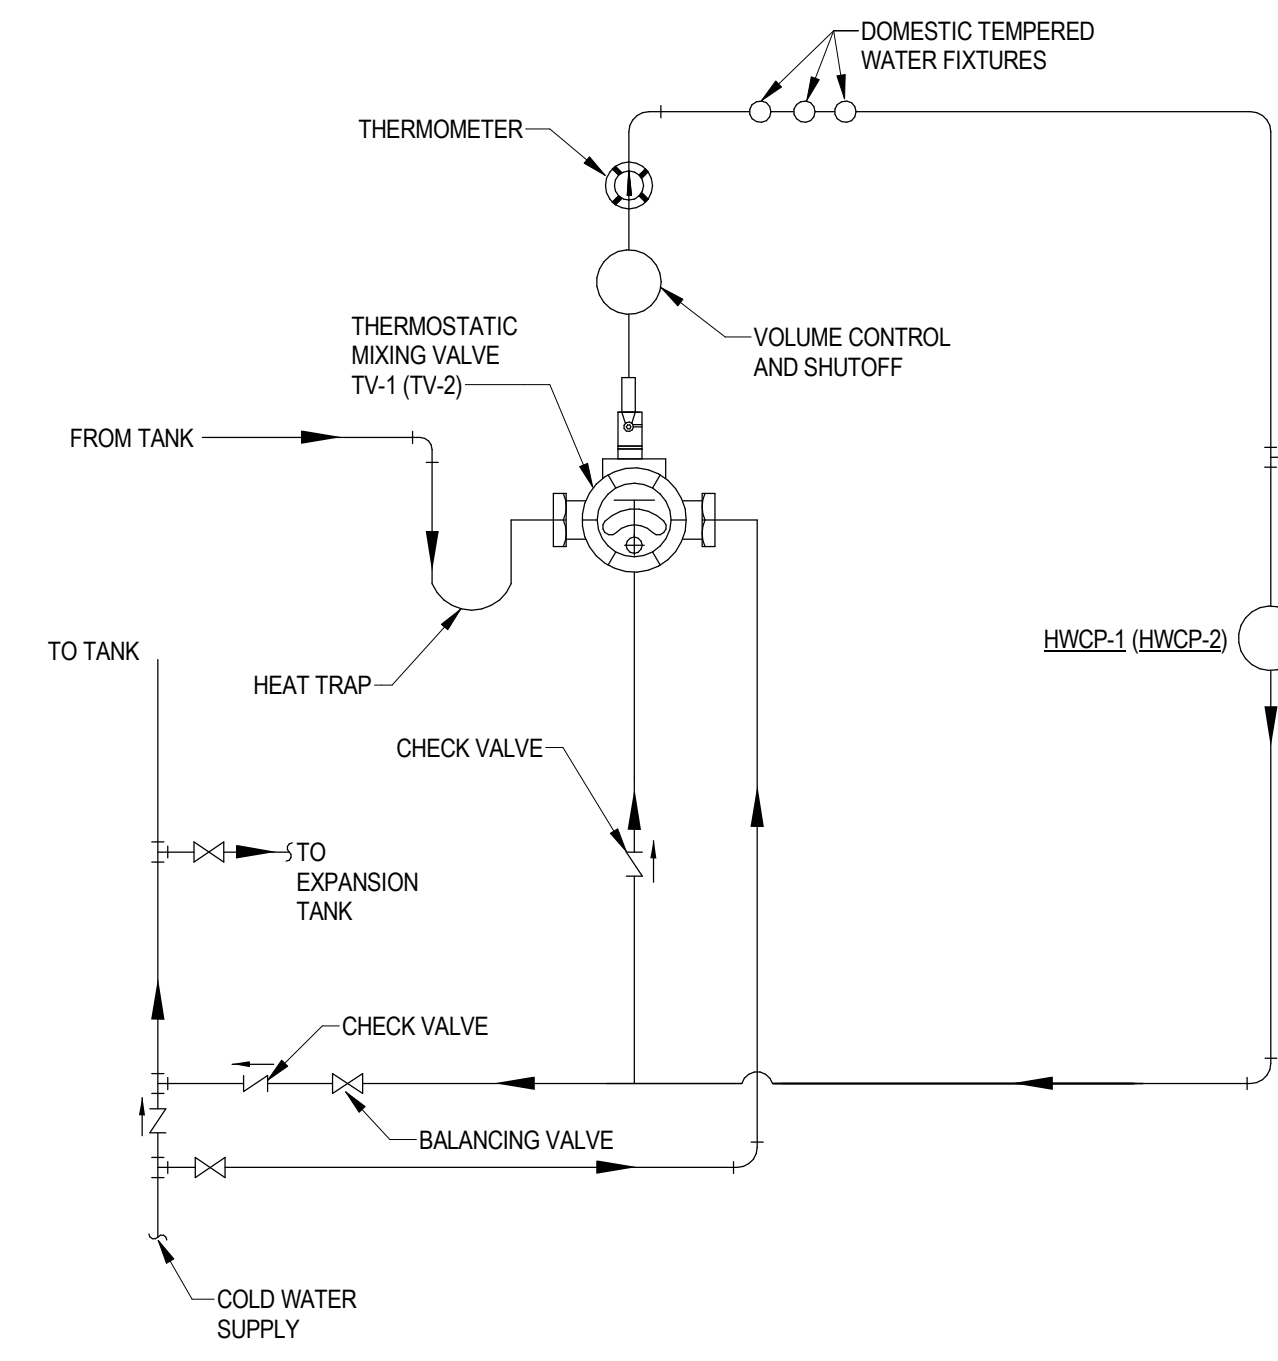 DOMESTIC TEMPERED
WATER FIXTURES
THERMOMETER
THERMOSTATIC
MIXING VALVE
TV-1 (TV-2)
VOLUME CONTROL
AND SHUTOFF
FROM TANK
TO TANK
HWCP-1 (HWCP-2)
HEAT TRAP
CHECK VALVE
TO
EXPANSION
TANK
CHECK VALVE
BALANCING VALVE
COLD WATER
SUPPLY